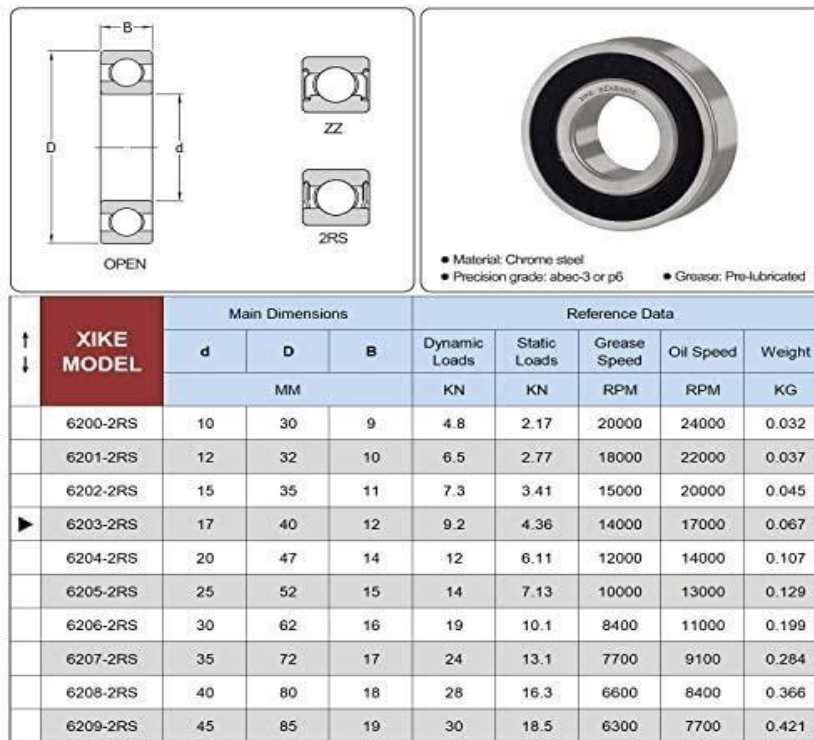 B
D
d
OPEN
ZZ
2RS
XIKE BEARINGS
• Material: Chrome steel
• Precision grade: abec-3 or p6 • Grease: Pre-lubricated
↑ ↓ XIKE MODEL Main Dimensions Reference Data
d D B Dynamic Loads Static Loads Grease Speed Oil Speed Weight
MM KN KN RPM RPM KG
6200-2RS 10 30 9 4.8 2.17 20000 24000 0.032
6201-2RS 12 32 10 6.5 2.77 18000 22000 0.037
6202-2RS 15 35 11 7.3 3.41 15000 20000 0.045
▶ 6203-2RS 17 40 12 9.2 4.36 14000 17000 0.067
6204-2RS 20 47 14 12 6.11 12000 14000 0.107
6205-2RS 25 52 15 14 7.13 10000 13000 0.129
6206-2RS 30 62 16 19 10.1 8400 11000 0.199
6207-2RS 35 72 17 24 13.1 7700 9100 0.284
6208-2RS 40 80 18 28 16.3 6600 8400 0.366
6209-2RS 45 85 19 30 18.5 6300 7700 0.421